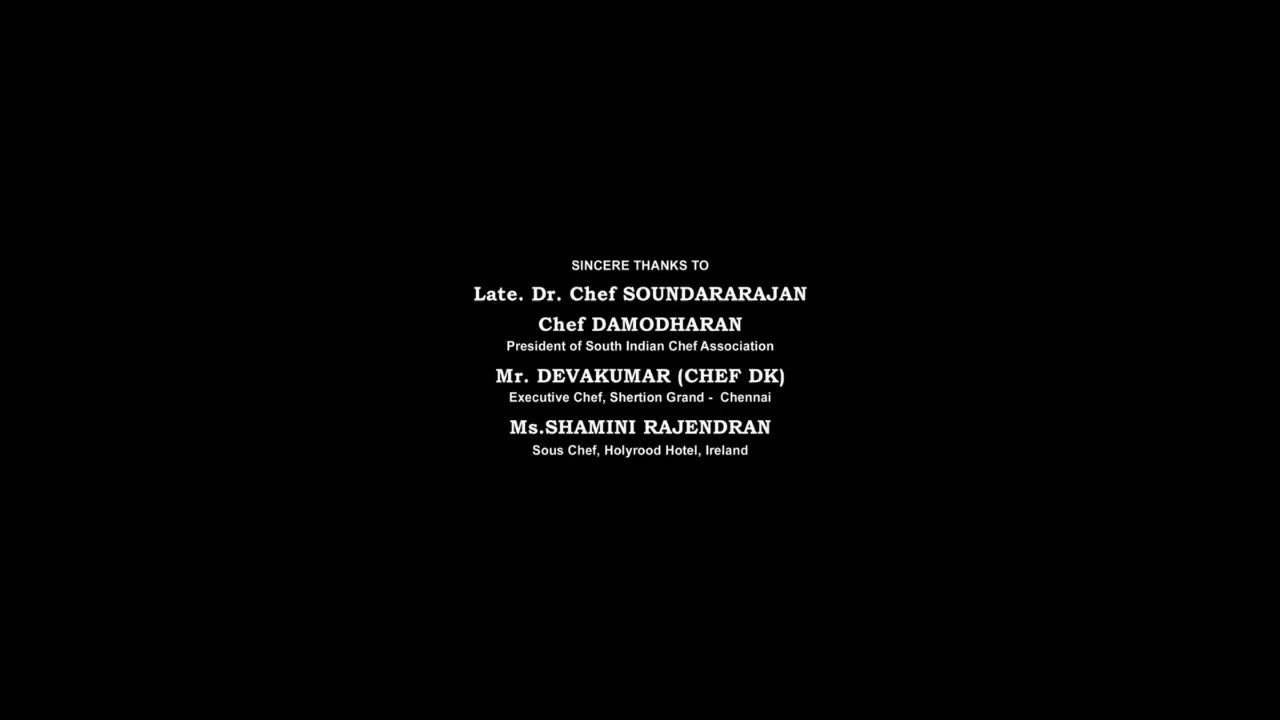 SINCERE THANKS TO
Late. Dr. Chef SOUNDARARAJAN
Chef DAMODHARAN
President of South Indian Chef Association
Mr. DEVAKUMAR (CHEF DK)
Executive Chef, Shertion Grand - Chennai
Ms.SHAMINI RAJENDRAN
Sous Chef, Holyrood Hotel, Ireland